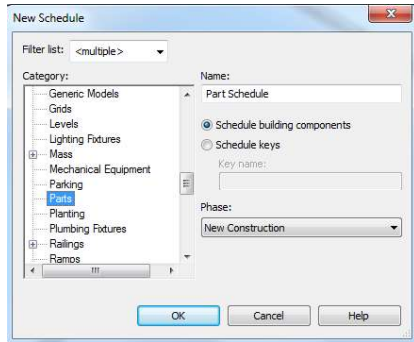 New Schedule
Filter list: <multiple>
Category:
Generic Models
Grids
Levels
Lighting Fixtures
Mass
Mechanical Equipment
Parking
Parts
Planting
Plumbing Fixtures
Railings
Ramps
Name:
Part Schedule
Schedule building components
Schedule keys
Key name:
Phase:
New Construction
OK Cancel Help